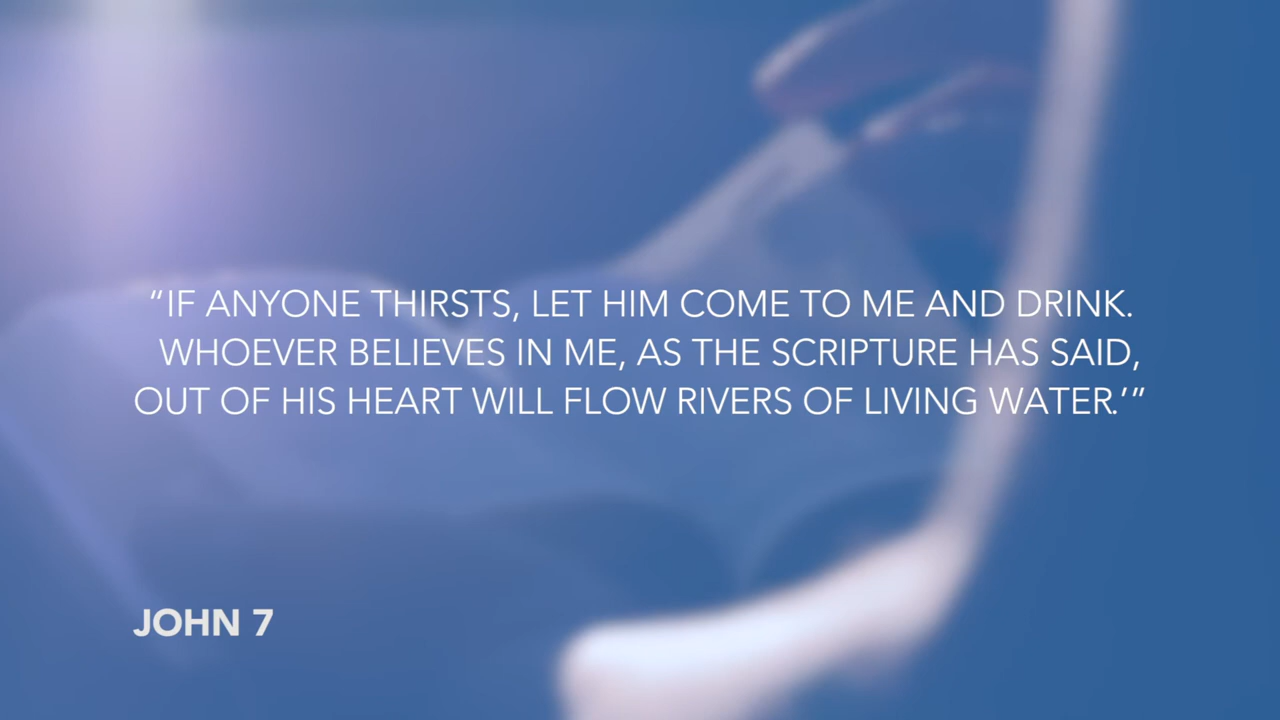 “IF ANYONE THIRSTS, LET HIM COME TO ME AND DRINK.
WHOEVER BELIEVES IN ME, AS THE SCRIPTURE HAS SAID,
OUT OF HIS HEART WILL FLOW RIVERS OF LIVING WATER.’”
JOHN 7